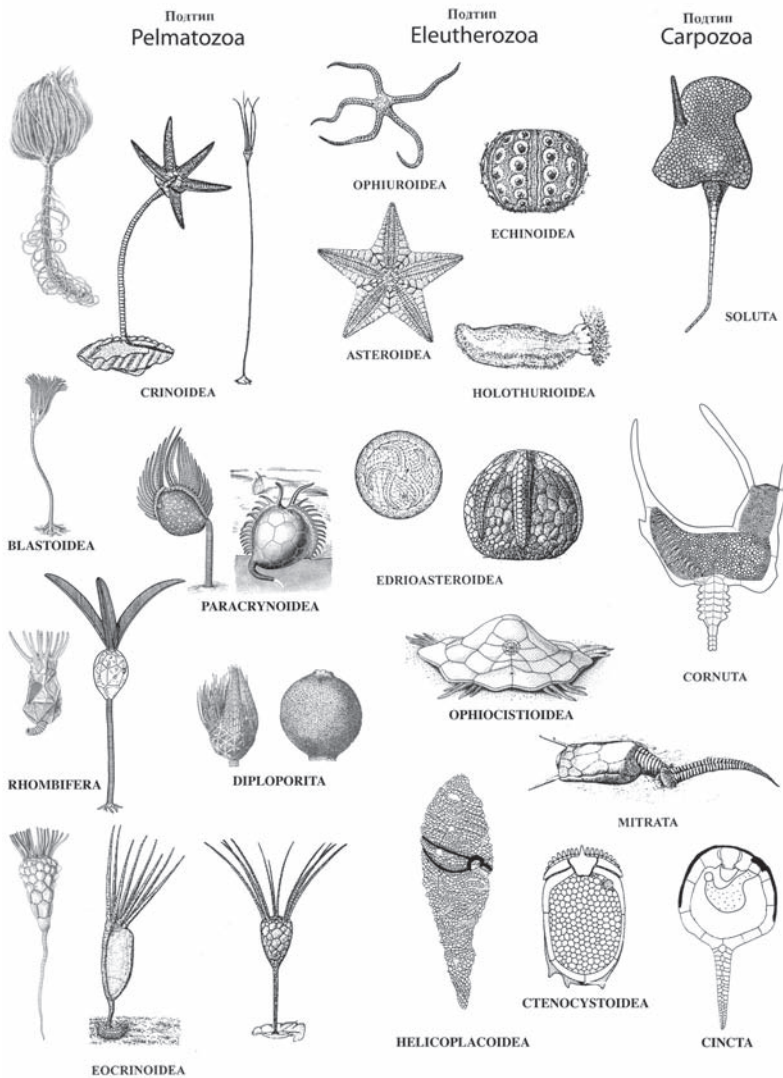 Подтип
Pelmatozoa
Подтип
Eleutherozoa
Подтип
Carpozoa
OPHIUROIDEA
ECHINOIDEA
SOLUTA
ASTEROIDEA
CRINOIDEA
HOLOTHURIOIDEA
BLASTOIDEA
PARACRYNOIDEA
EDRIOASTEROIDEA
CORNUTA
OPHIOCISTIOIDEA
RHOMBIFERA
DIPLOPORITA
MITRATA
CTENOCYSTOIDEA
HELICOPLACOIDEA
CINCTA
EOCRINOIDEA